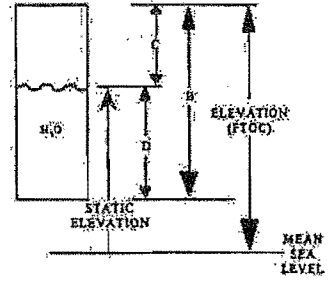 C
B
ELEVATION
(FTOC)
H₂O
D
STATIC
ELEVATION
MEAN
SEA
LEVEL